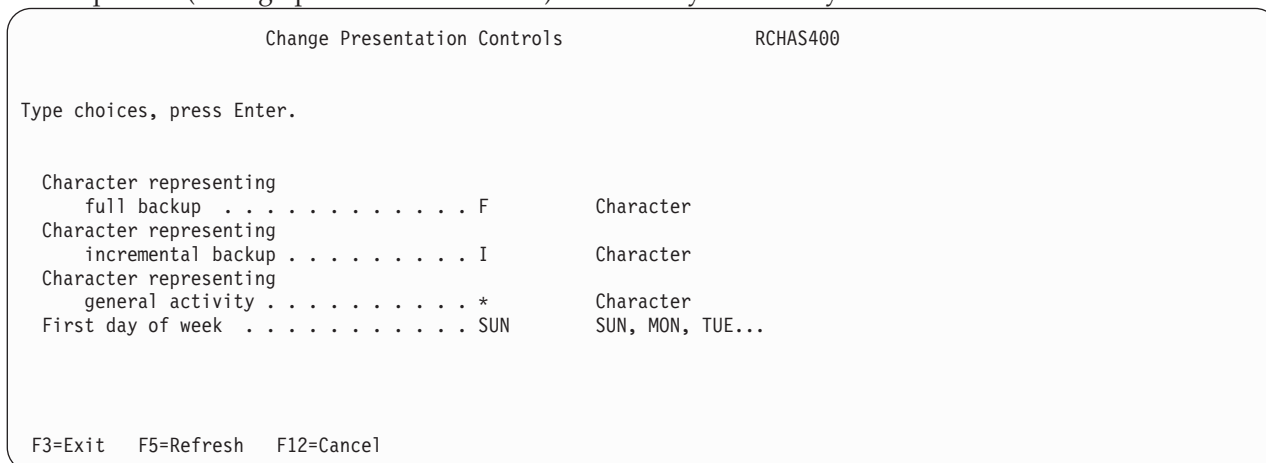 Change Presentation Controls RCHAS400
Type choices, press Enter.
Character representing
full backup . . . . . . . . . . . . F Character
Character representing
incremental backup . . . . . . . . . I Character
Character representing
general activity . . . . . . . . . . * Character
First day of week . . . . . . . . . . . SUN SUN, MON, TUE...
F3=Exit F5=Refresh F12=Cancel